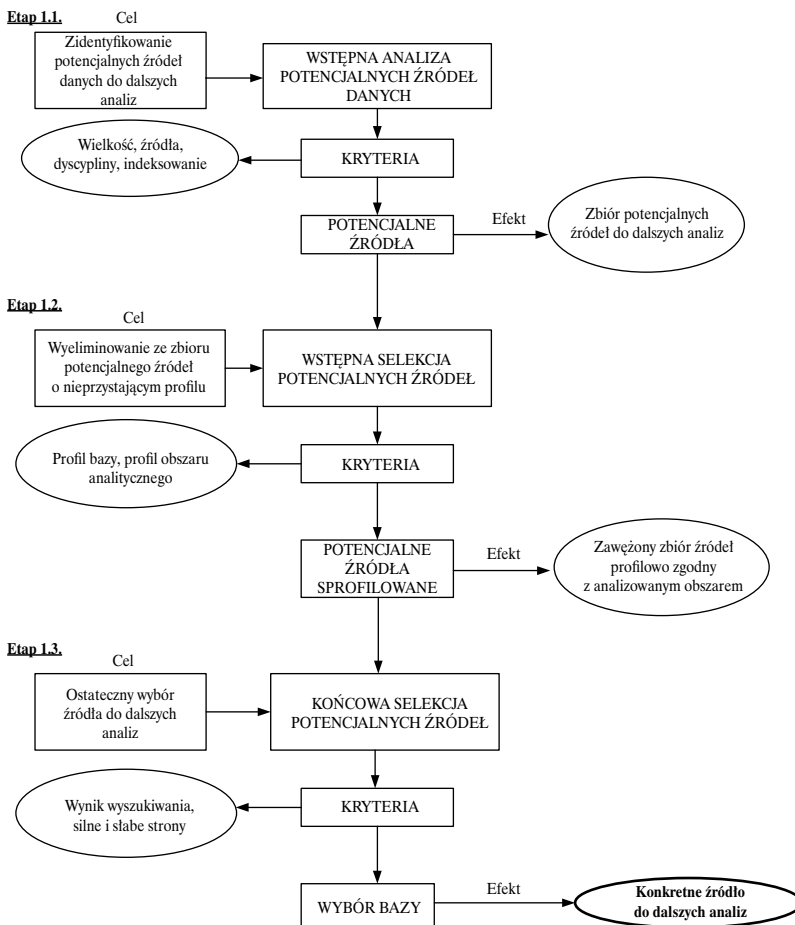 Etap 1.1.
Cel
Zidentyfikowanie
potencjalnych źródeł
danych do dalszych
analiz
WSTĘPNA ANALIZA
POTENCJALNYCH ŹRÓDEŁ
DANYCH
Wielkość, źródła,
dyscypliny, indeksowanie
KRYTERIA
POTENCJALNE
ŹRÓDŁA
Efekt
Zbiór potencjalnych
źródeł do dalszych analiz
Etap 1.2.
Cel
Wyeliminowanie ze zbioru
potencjalnego źródeł
o nieprzystającym profilu
WSTĘPNA SELEKCJA
POTENCJALNYCH ŹRÓDEŁ
Profil bazy, profil obszaru
analitycznego
KRYTERIA
POTENCJALNE
ŹRÓDŁA
SPROFILOWANE
Efekt
Zawężony zbiór źródeł
profilowo zgodny
z analizowanym obszarem
Etap 1.3.
Cel
Ostateczny wybór
źródła do dalszych
analiz
KOŃCOWA SELEKCJA
POTENCJALNYCH ŹRÓDEŁ
Wynik wyszukiwania,
silne i słabe strony
KRYTERIA
WYBÓR BAZY
Efekt
Konkretne źródło
do dalszych analiz